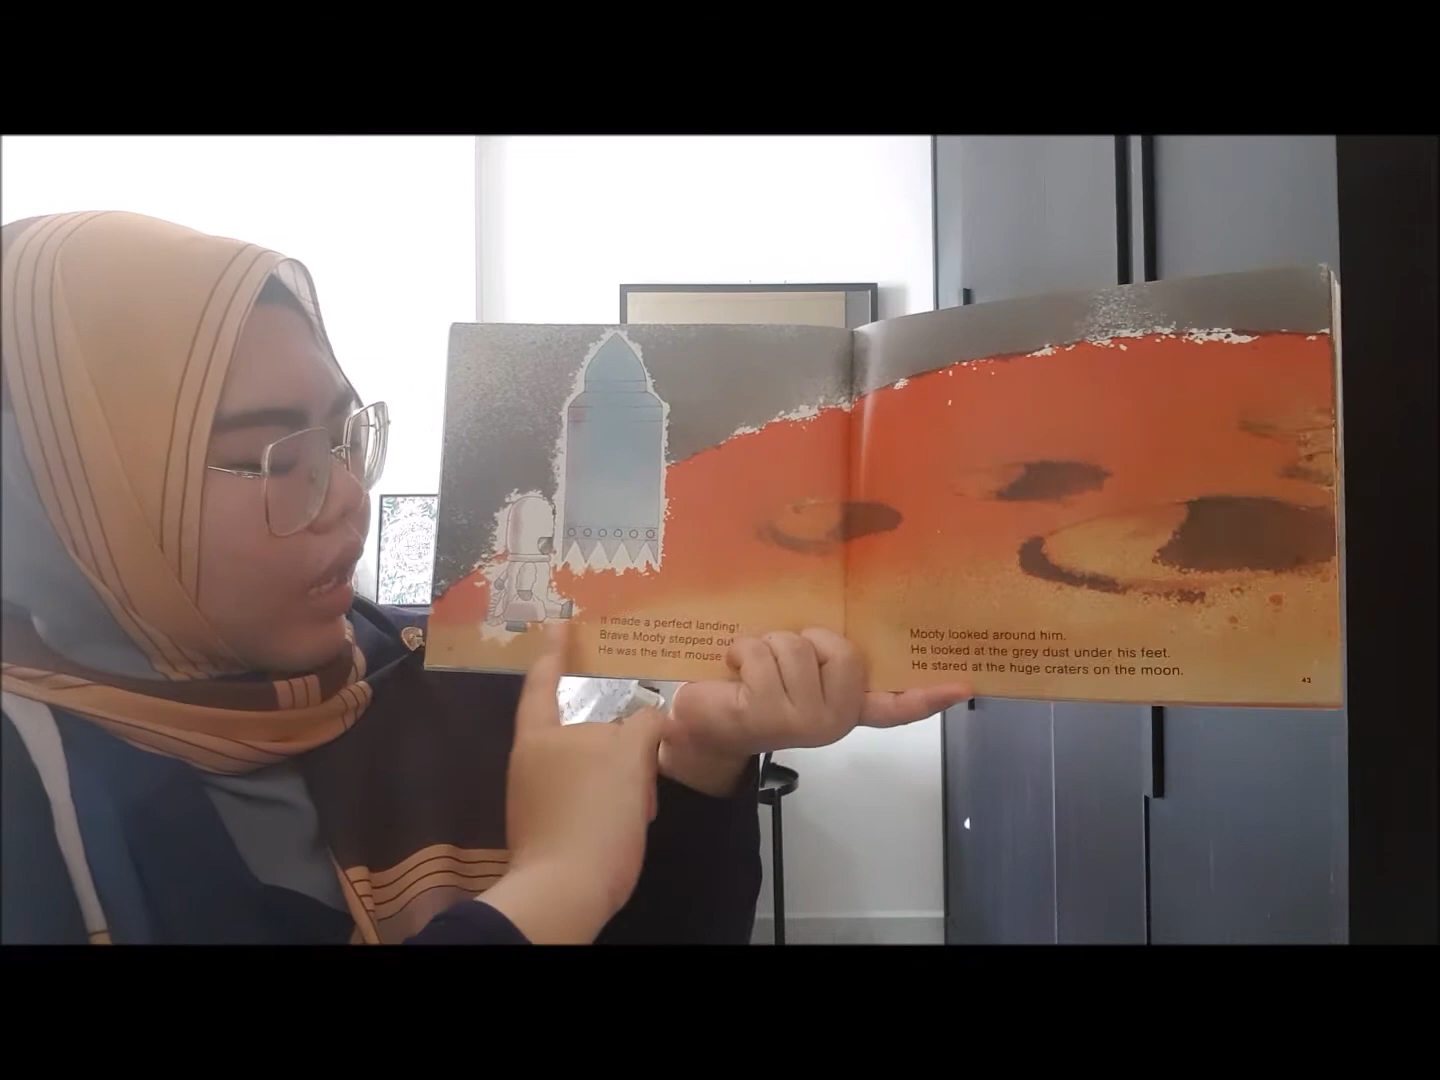 It made a perfect landing!
Brave Mooty stepped out
He was the first mouse
Mooty looked around him.
He looked at the grey dust under his feet.
He stared at the huge craters on the moon.
43